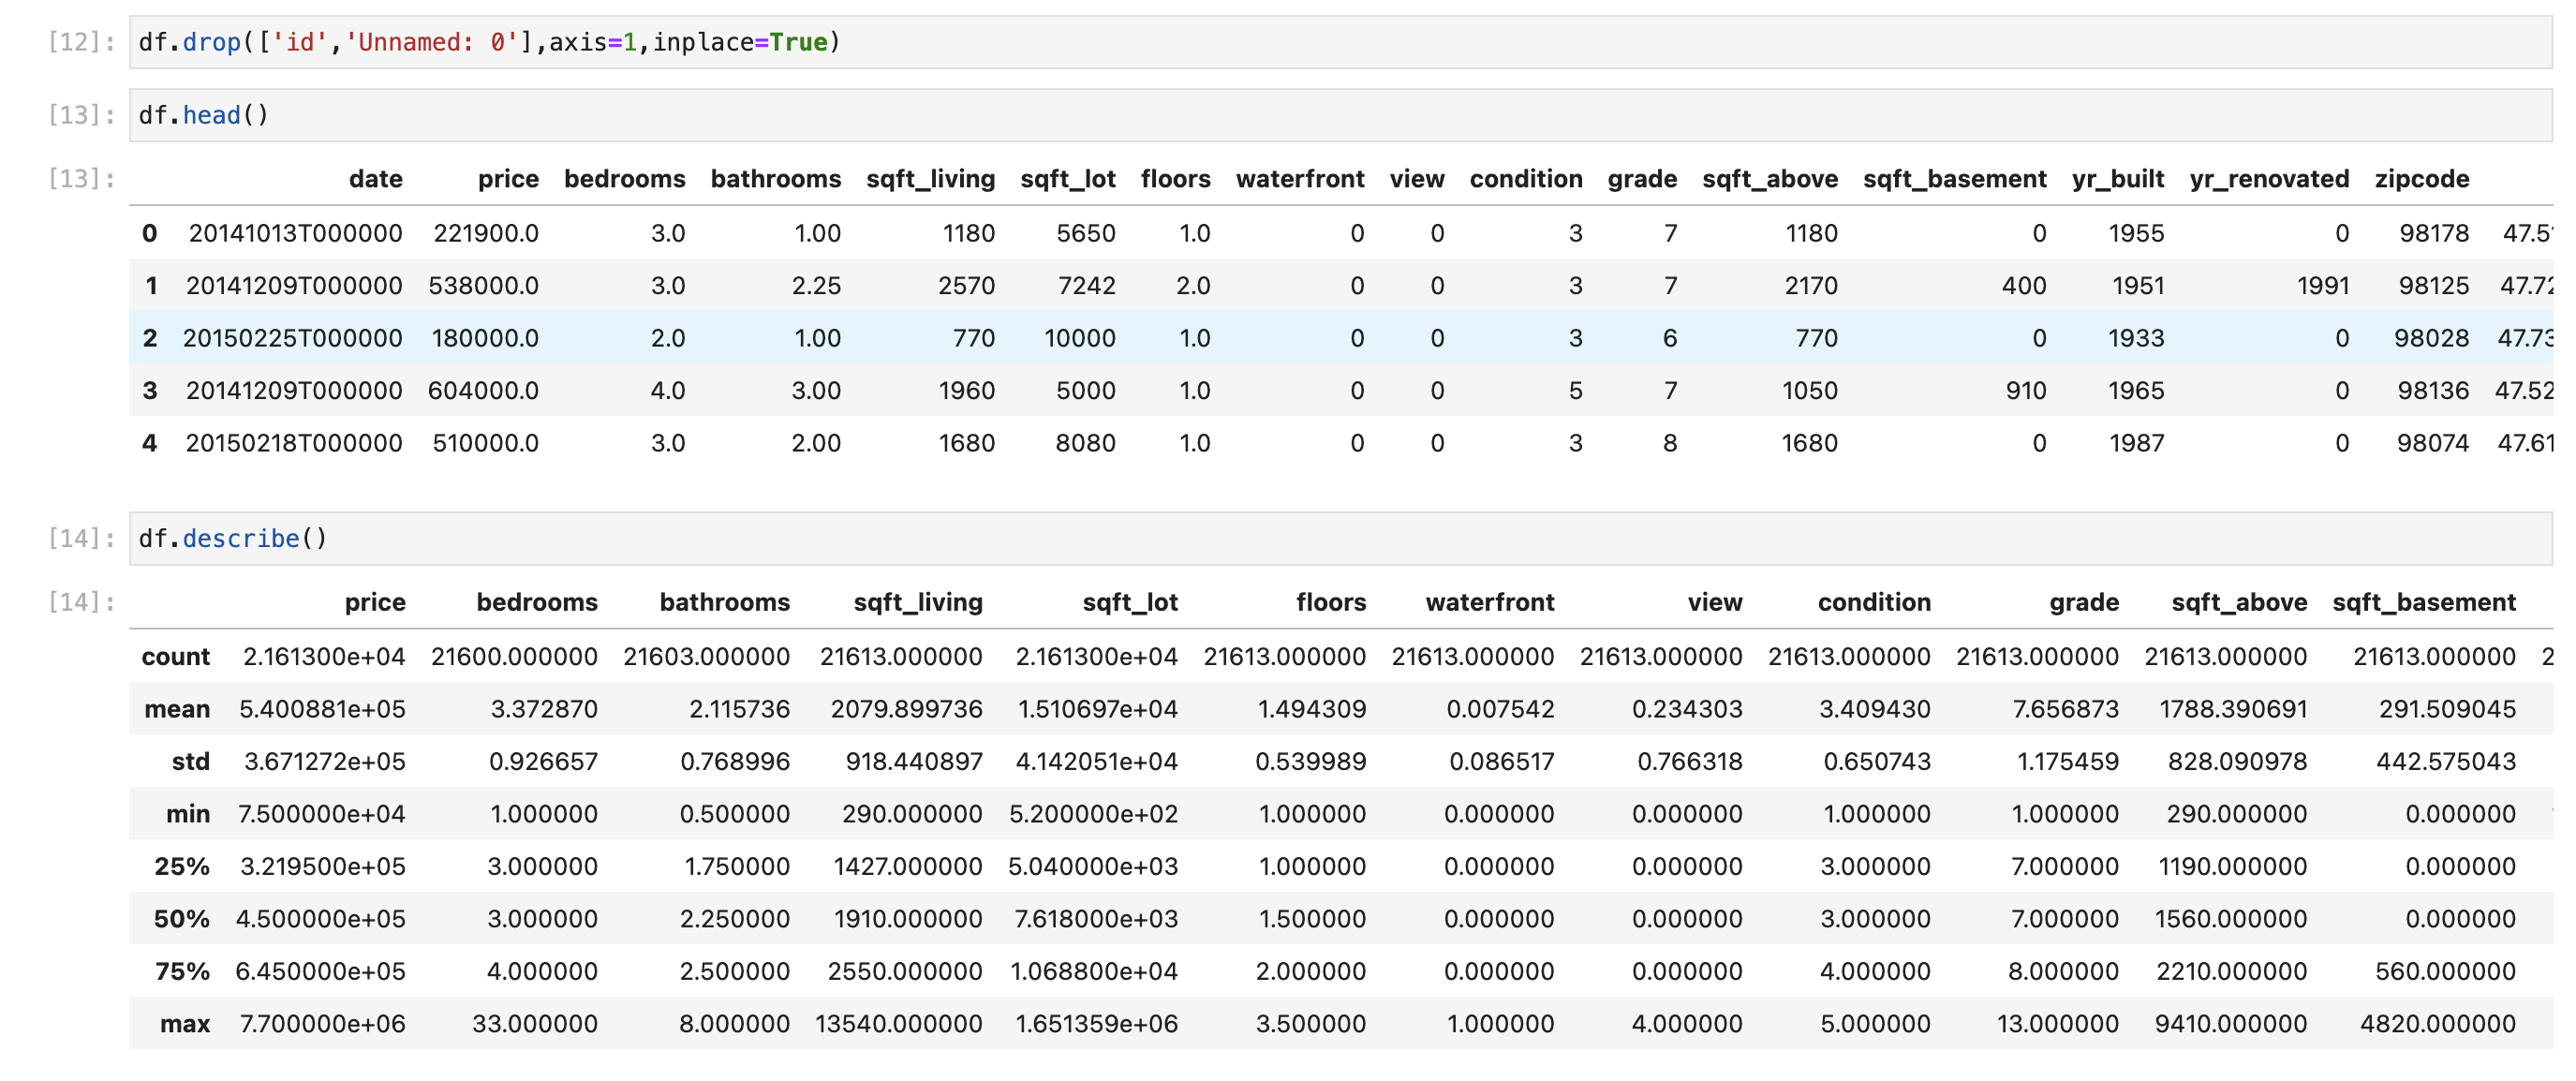 [12]: df.drop(['id','Unnamed: 0'],axis=1,inplace=True)
[13]: df.head()
[13]: date price bedrooms bathrooms sqft_living sqft_lot floors waterfront view condition grade sqft_above sqft_basement yr_built yr_renovated zipcode
0 20141013T000000 221900.0 3.0 1.00 1180 5650 1.0 0 0 3 7 1180 0 1955 0 98178 47.51
1 20141209T000000 538000.0 3.0 2.25 2570 7242 2.0 0 0 3 7 2170 400 1951 1991 98125 47.72
2 20150225T000000 180000.0 2.0 1.00 770 10000 1.0 0 0 3 6 770 0 1933 0 98028 47.73
3 20141209T000000 604000.0 4.0 3.00 1960 5000 1.0 0 0 5 7 1050 910 1965 0 98136 47.52
4 20150218T000000 510000.0 3.0 2.00 1680 8080 1.0 0 0 3 8 1680 0 1987 0 98074 47.61
[14]: df.describe()
[14]: price bedrooms bathrooms sqft_living sqft_lot floors waterfront view condition grade sqft_above sqft_basement
count 2.161300e+04 21600.000000 21603.000000 21613.000000 2.161300e+04 21613.000000 21613.000000 21613.000000 21613.000000 21613.000000 21613.000000 21613.000000 2
mean 5.400881e+05 3.372870 2.115736 2079.899736 1.510697e+04 1.494309 0.007542 0.234303 3.409430 7.656873 1788.390691 291.509045
std 3.671272e+05 0.926657 0.768996 918.440897 4.142051e+04 0.539989 0.086517 0.766318 0.650743 1.175459 828.090978 442.575043
min 7.500000e+04 1.000000 0.500000 290.000000 5.200000e+02 1.000000 0.000000 0.000000 1.000000 1.000000 290.000000 0.000000
25% 3.219500e+05 3.000000 1.750000 1427.000000 5.040000e+03 1.000000 0.000000 0.000000 3.000000 7.000000 1190.000000 0.000000
50% 4.500000e+05 3.000000 2.250000 1910.000000 7.618000e+03 1.500000 0.000000 0.000000 3.000000 7.000000 1560.000000 0.000000
75% 6.450000e+05 4.000000 2.500000 2550.000000 1.068800e+04 2.000000 0.000000 0.000000 4.000000 8.000000 2210.000000 560.000000
max 7.700000e+06 33.000000 8.000000 13540.000000 1.651359e+06 3.500000 1.000000 4.000000 5.000000 13.000000 9410.000000 4820.000000